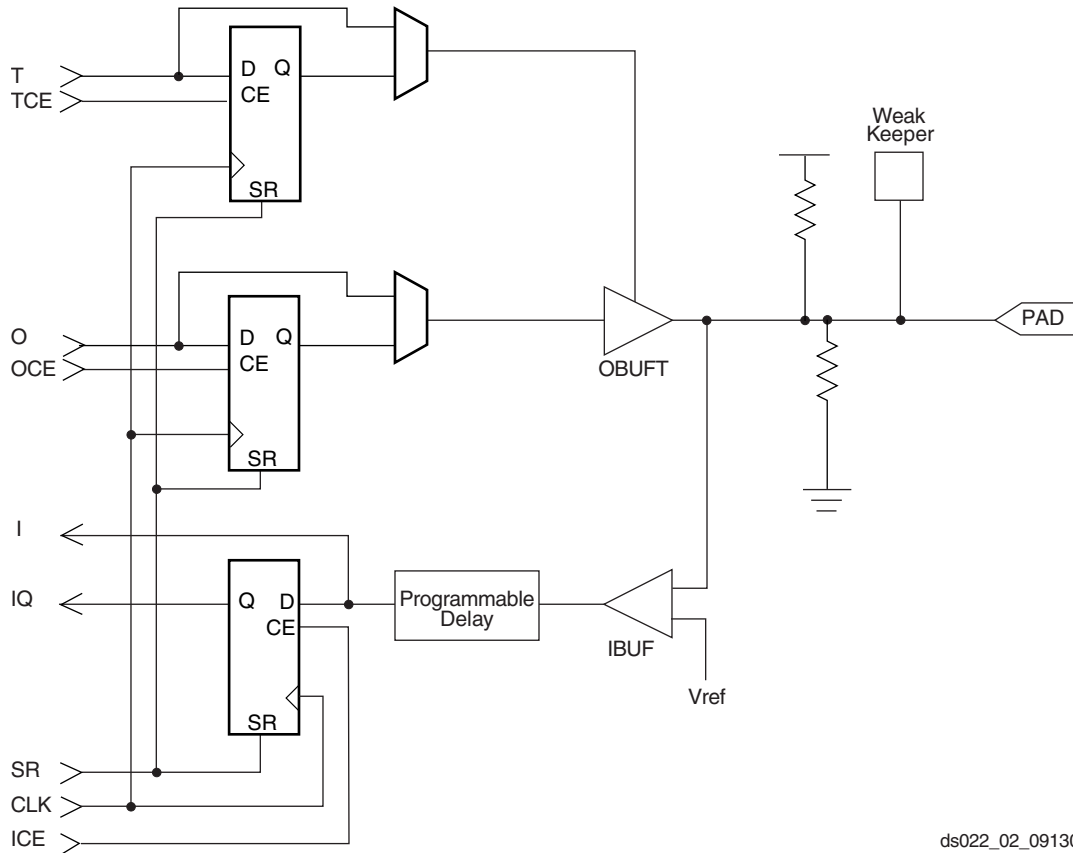 T
TCE
D Q
CE
SR
Weak
Keeper
O
OCE
D Q
CE
SR
OBUFT
PAD
I
IQ
Q D
CE
SR
Programmable
Delay
IBUF
Vref
SR
CLK
ICE
ds022_02_09130